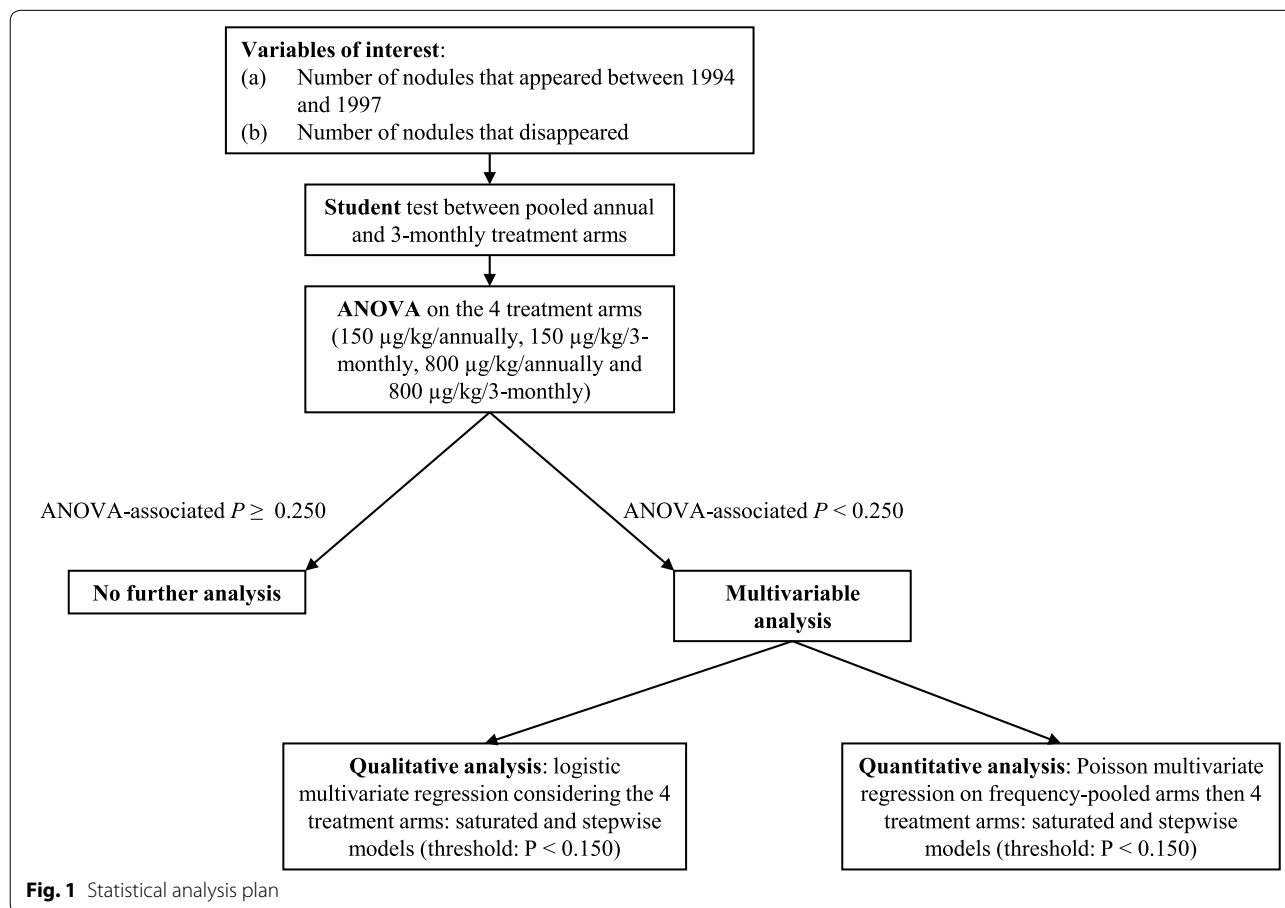 Variables of interest:
(a) Number of nodules that appeared between 1994
and 1997
(b) Number of nodules that disappeared
Student test between pooled annual
and 3-monthly treatment arms
ANOVA on the 4 treatment arms
(150 µg/kg/annually, 150 µg/kg/3-
monthly, 800 µg/kg/annually and
800 µg/kg/3-monthly)
ANOVA-associated P ≥ 0.250
ANOVA-associated P < 0.250
No further analysis
Multivariable
analysis
Qualitative analysis: logistic
multivariate regression considering the 4
treatment arms: saturated and stepwise
models (threshold: P < 0.150)
Quantitative analysis: Poisson multivariate
regression on frequency-pooled arms then 4
treatment arms: saturated and stepwise
models (threshold: P < 0.150)
Fig. 1 Statistical analysis plan